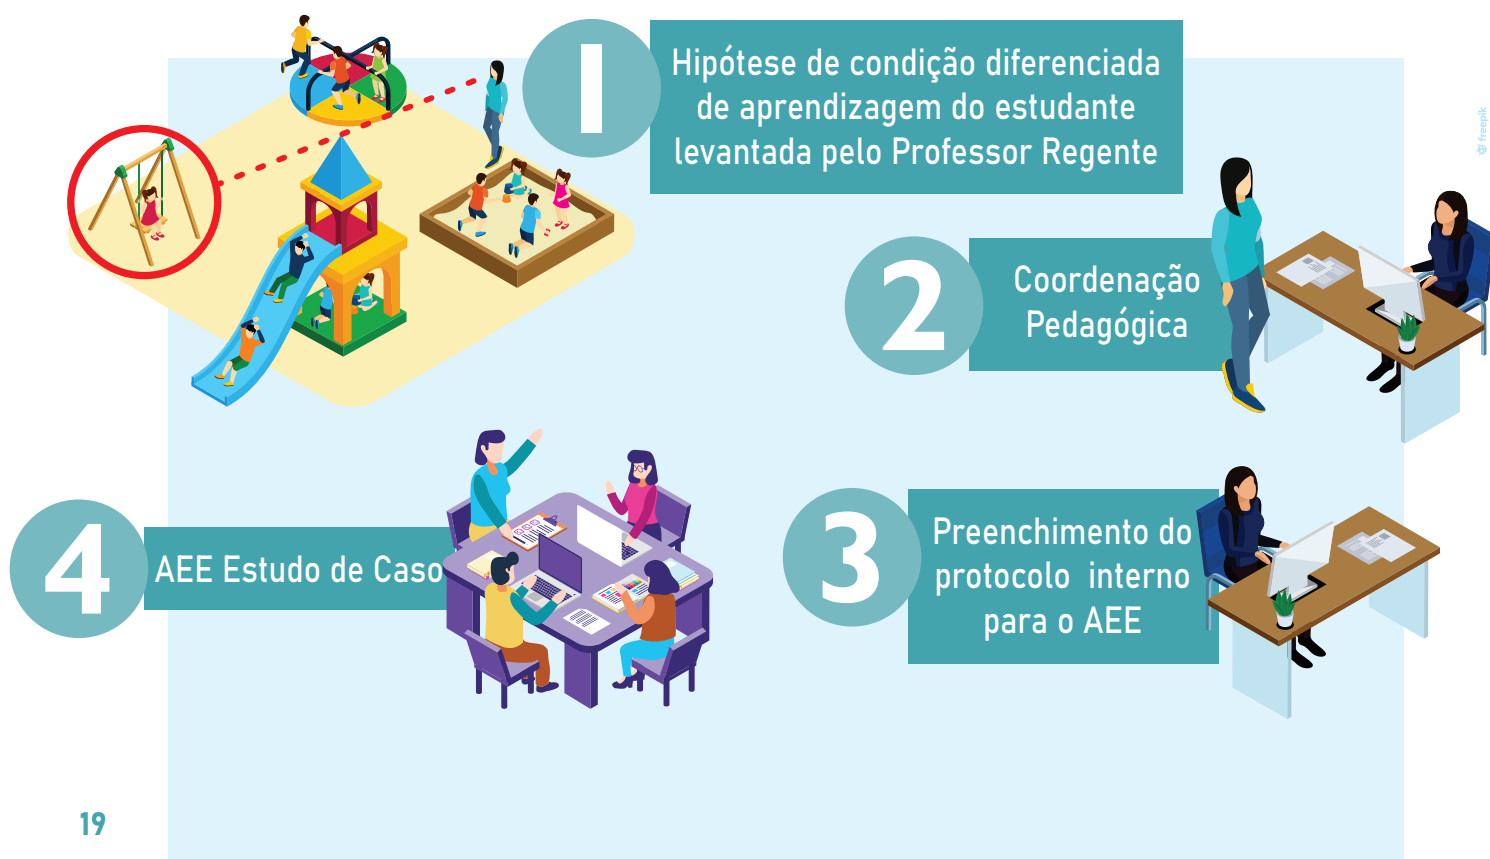 1
Hipótese de condição diferenciada
de aprendizagem do estudante
levantada pelo Professor Regente
freepik
2
Coordenação
Pedagógica
3
Preenchimento do
protocolo interno
para o AEE
4
AEE Estudo de Caso
19